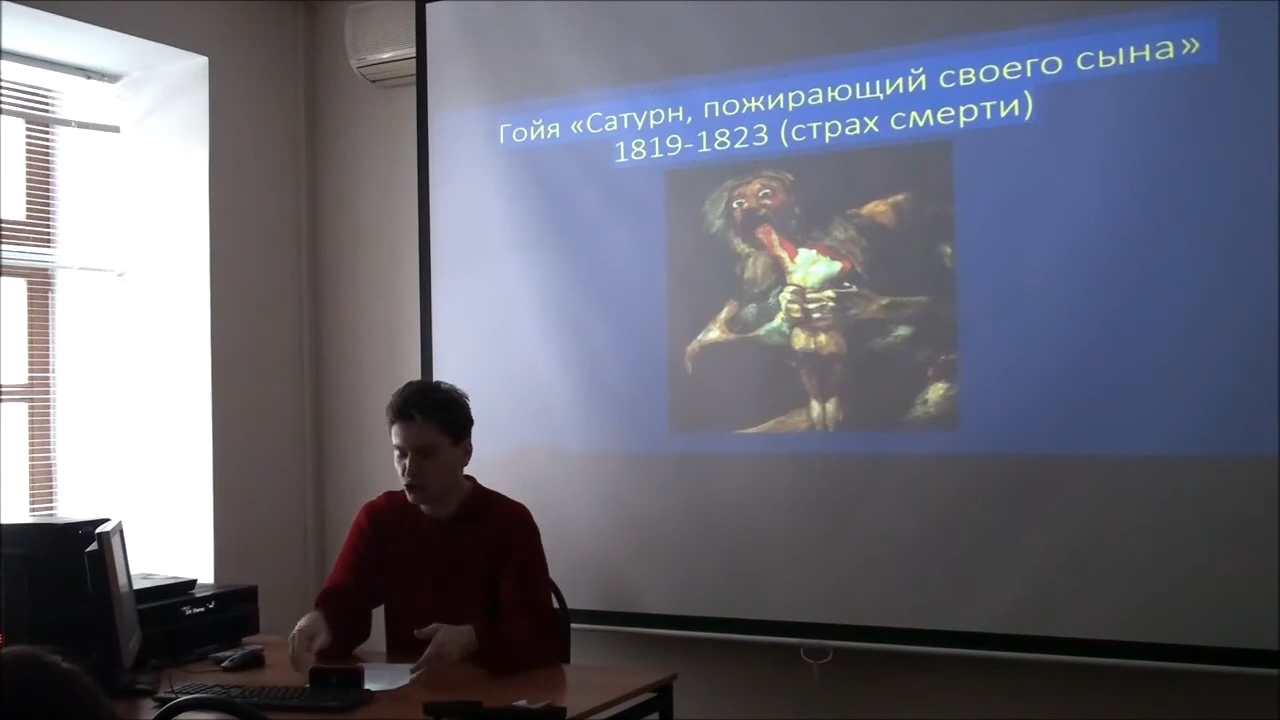 Гойя «Сатурн, пожирающий своего сына»
1819-1823 (страх смерти)